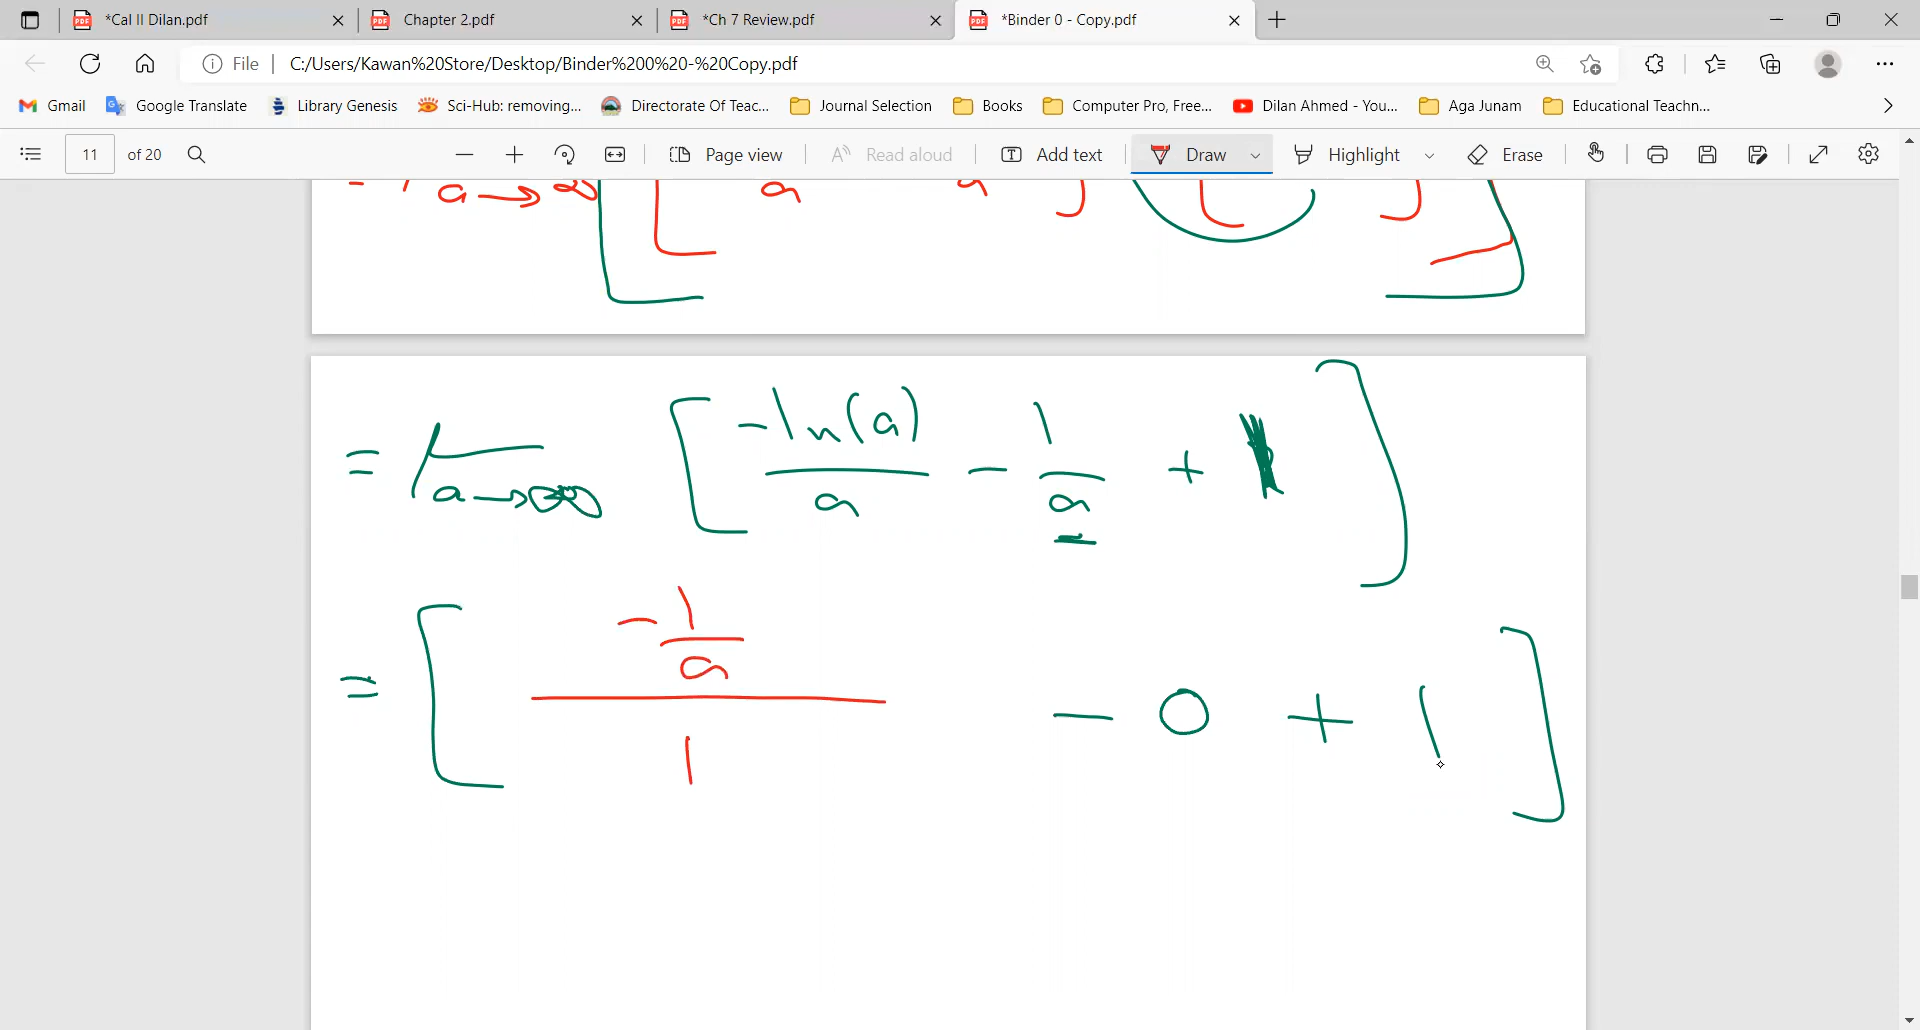 *Cal II Dilan.pdf Chapter 2.pdf *Ch 7 Review.pdf *Binder 0 - Copy.pdf
File C:/Users/Kawan%20Store/Desktop/Binder%200%20-%20Copy.pdf
Gmail Google Translate Library Genesis Sci-Hub: removing... Directorate Of Teac... Journal Selection Books Computer Pro, Free... Dilan Ahmed - You... Aga Junam Educational Teachn...
11 of 20 Page view Read aloud Add text Draw Highlight Erase
a → ∞ a a
= a → ∞ [ -ln(a) / a - 1 / a + 1 ]
= [ - 1 / a / 1 - 0 + 1 ]